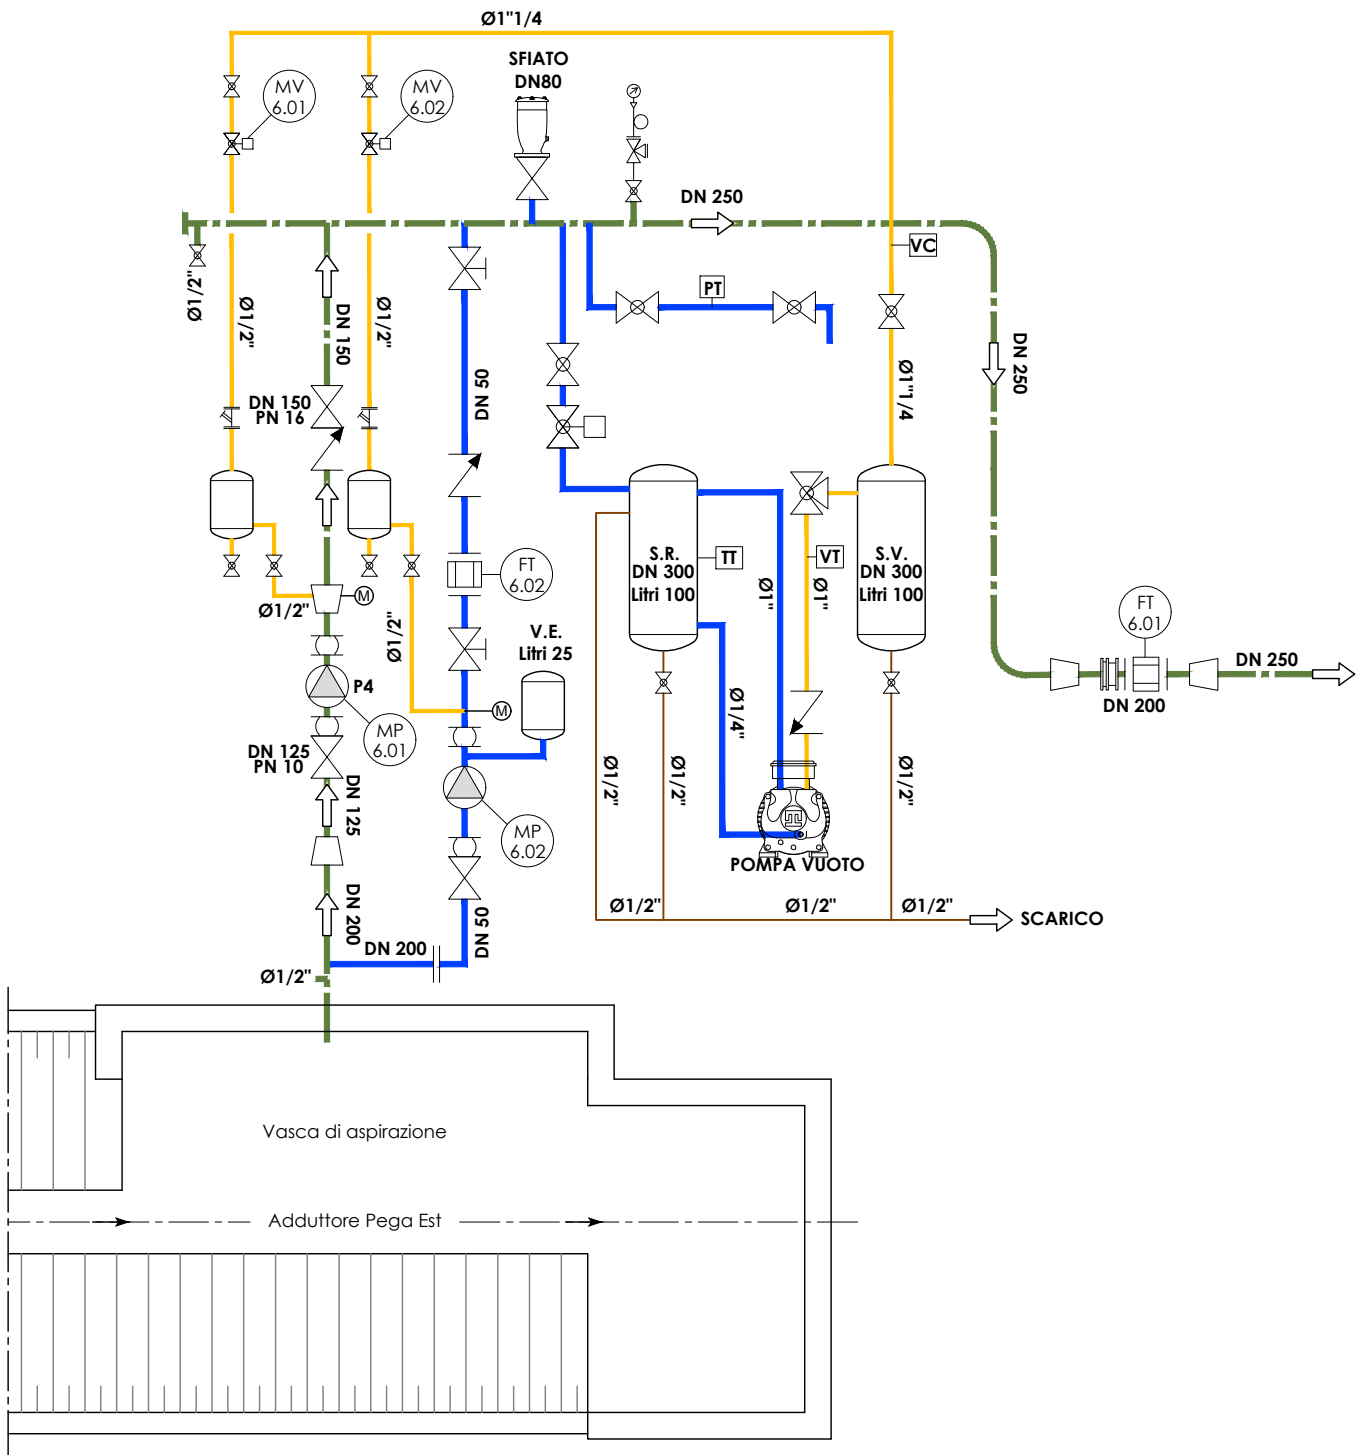 Ø1"1/4
SFIATO
DN80
MV
6.01
MV
6.02
DN 250
VC
Ø1/2"
Ø1/2"
DN 150
Ø1/2"
PT
DN 50
DN 250
Ø1"1/4
DN 150
PN 16
S.R.
DN 300
Litri 100
TT
VT
S.V.
DN 300
Litri 100
FT
6.02
M
Ø1/2"
Ø1/2"
Ø1"
Ø1"
FT
6.01
V.E.
Litri 25
P4
DN 250
DN 200
M
MP
6.01
DN 125
PN 10
Ø1/4"
DN 125
Ø1/2"
Ø1/2"
Ø1/2"
MP
6.02
POMPA VUOTO
DN 200
DN 50
Ø1/2"
Ø1/2"
Ø1/2"
SCARICO
DN 200
Ø1/2"
Vasca di aspirazione
Adduttore Pega Est